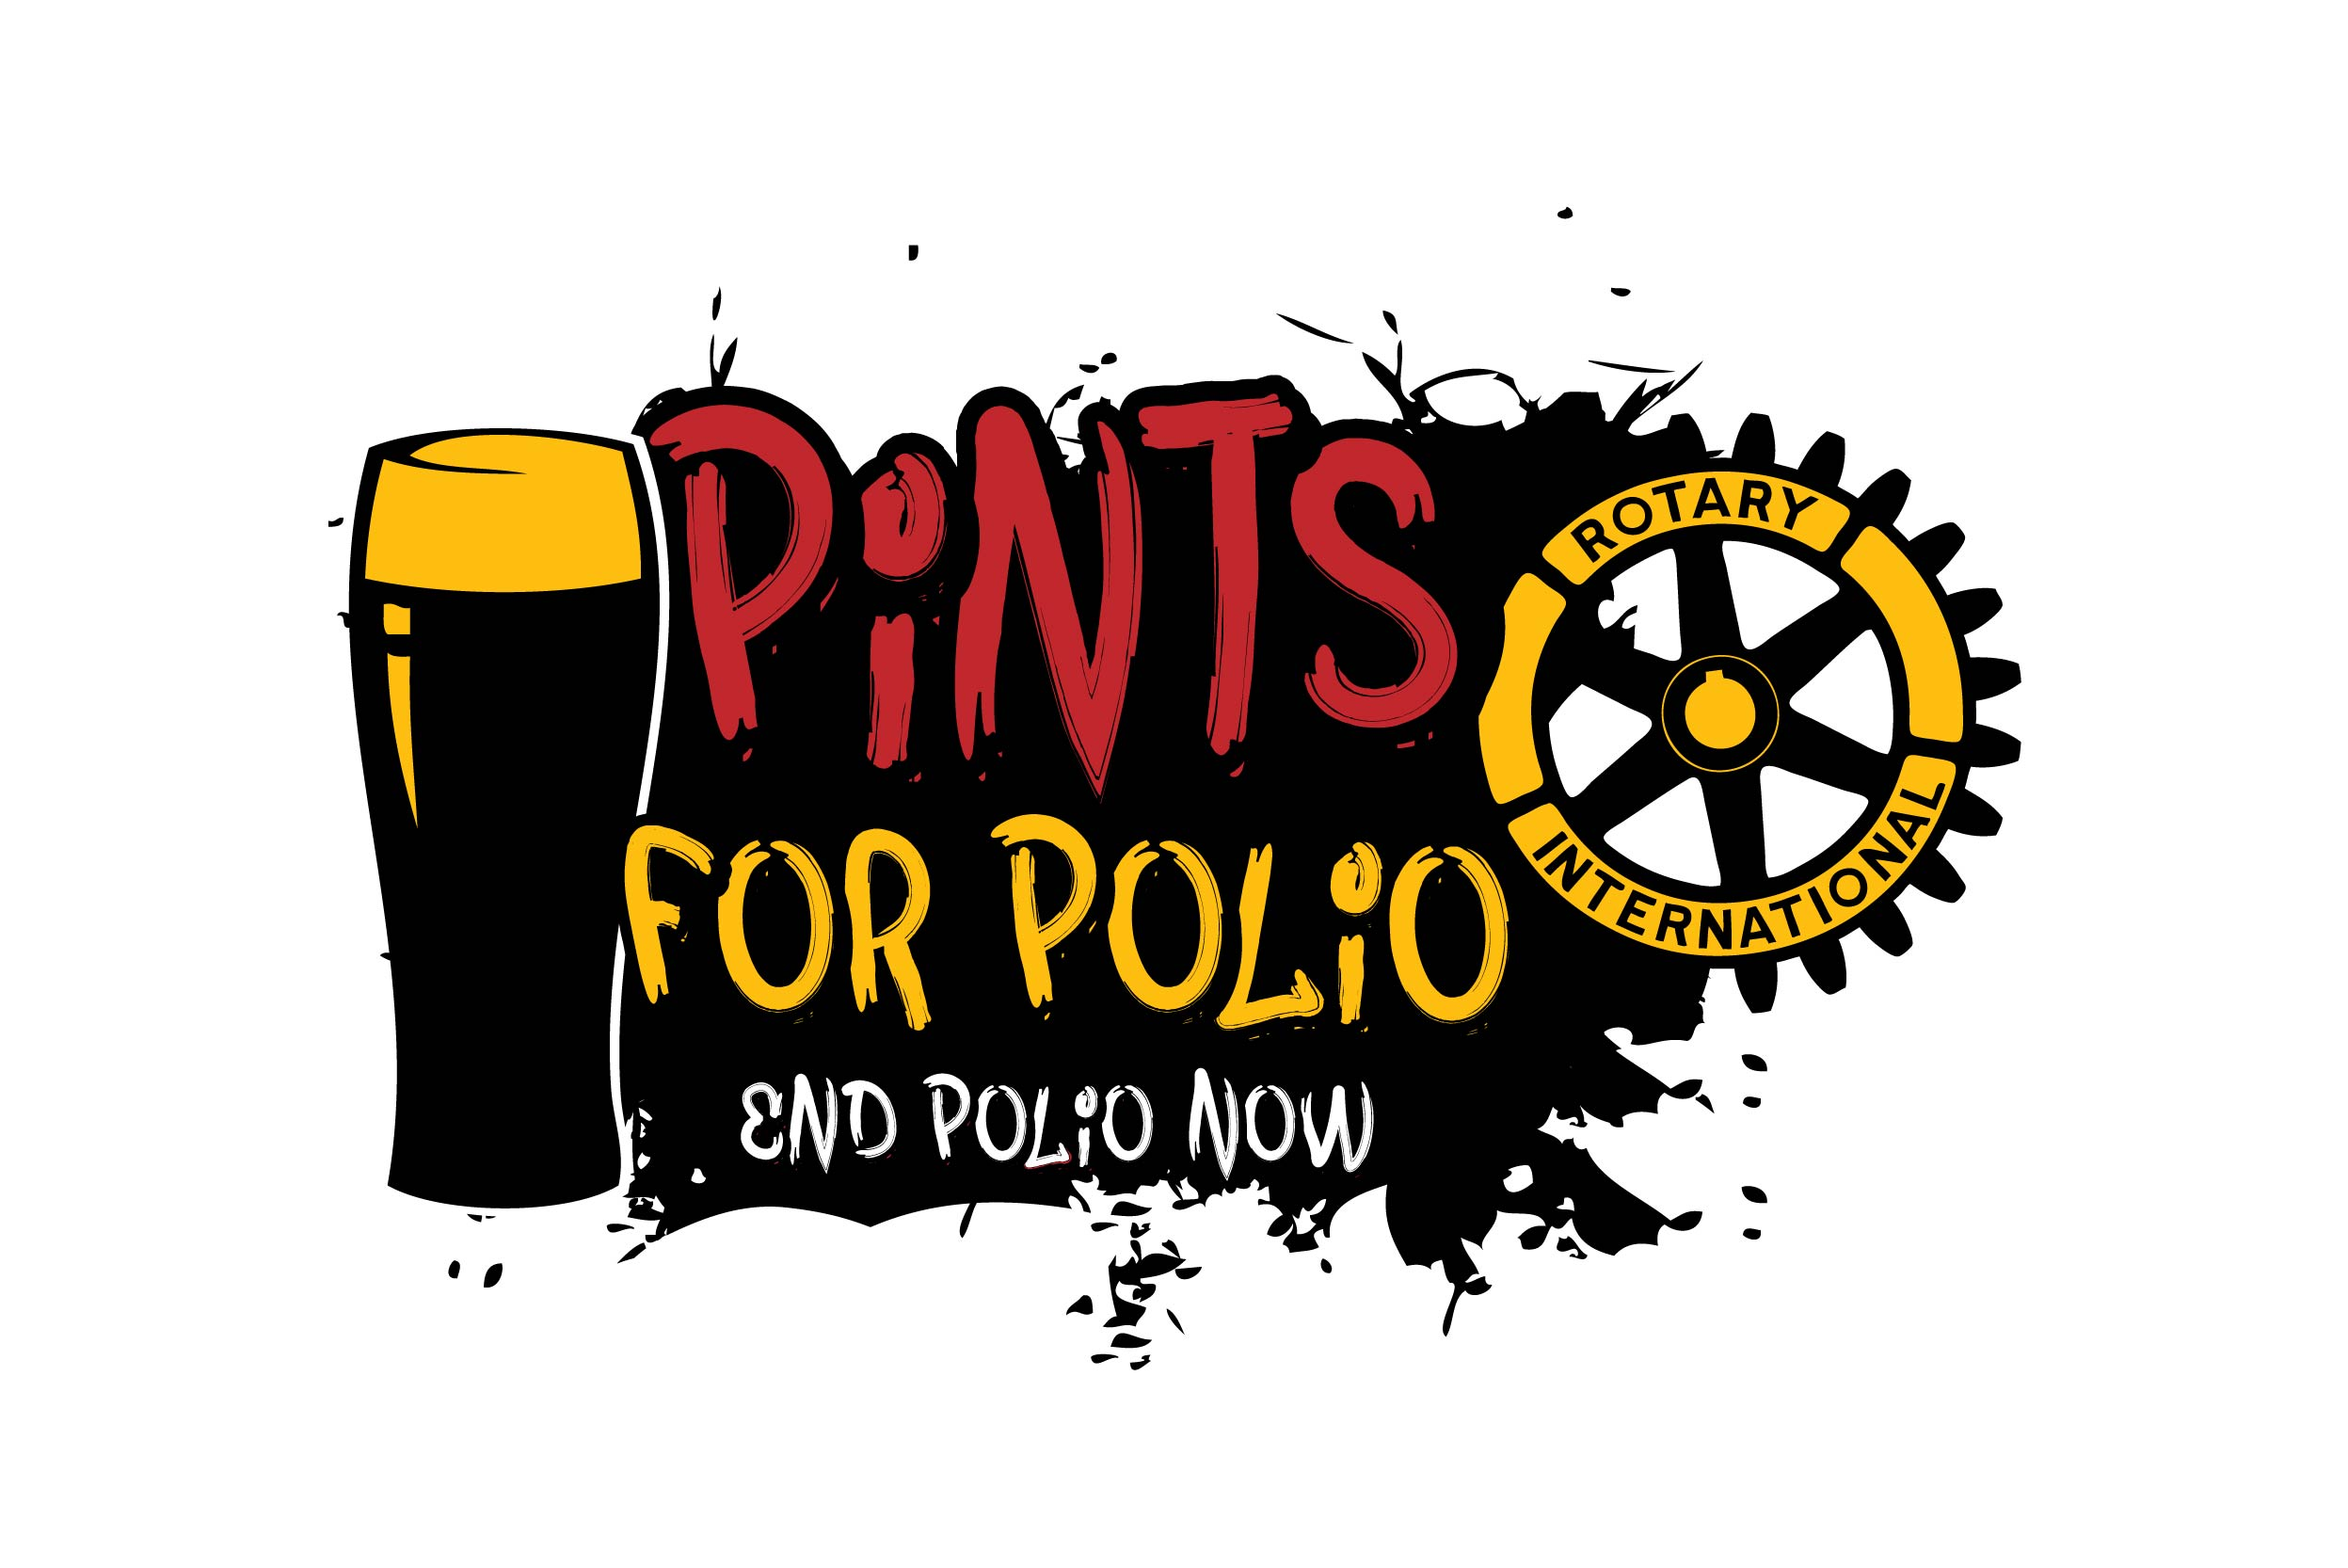 PiNTS
FOR POLiO
END POLiO NOW
ROTARY
INTERNATIONAL